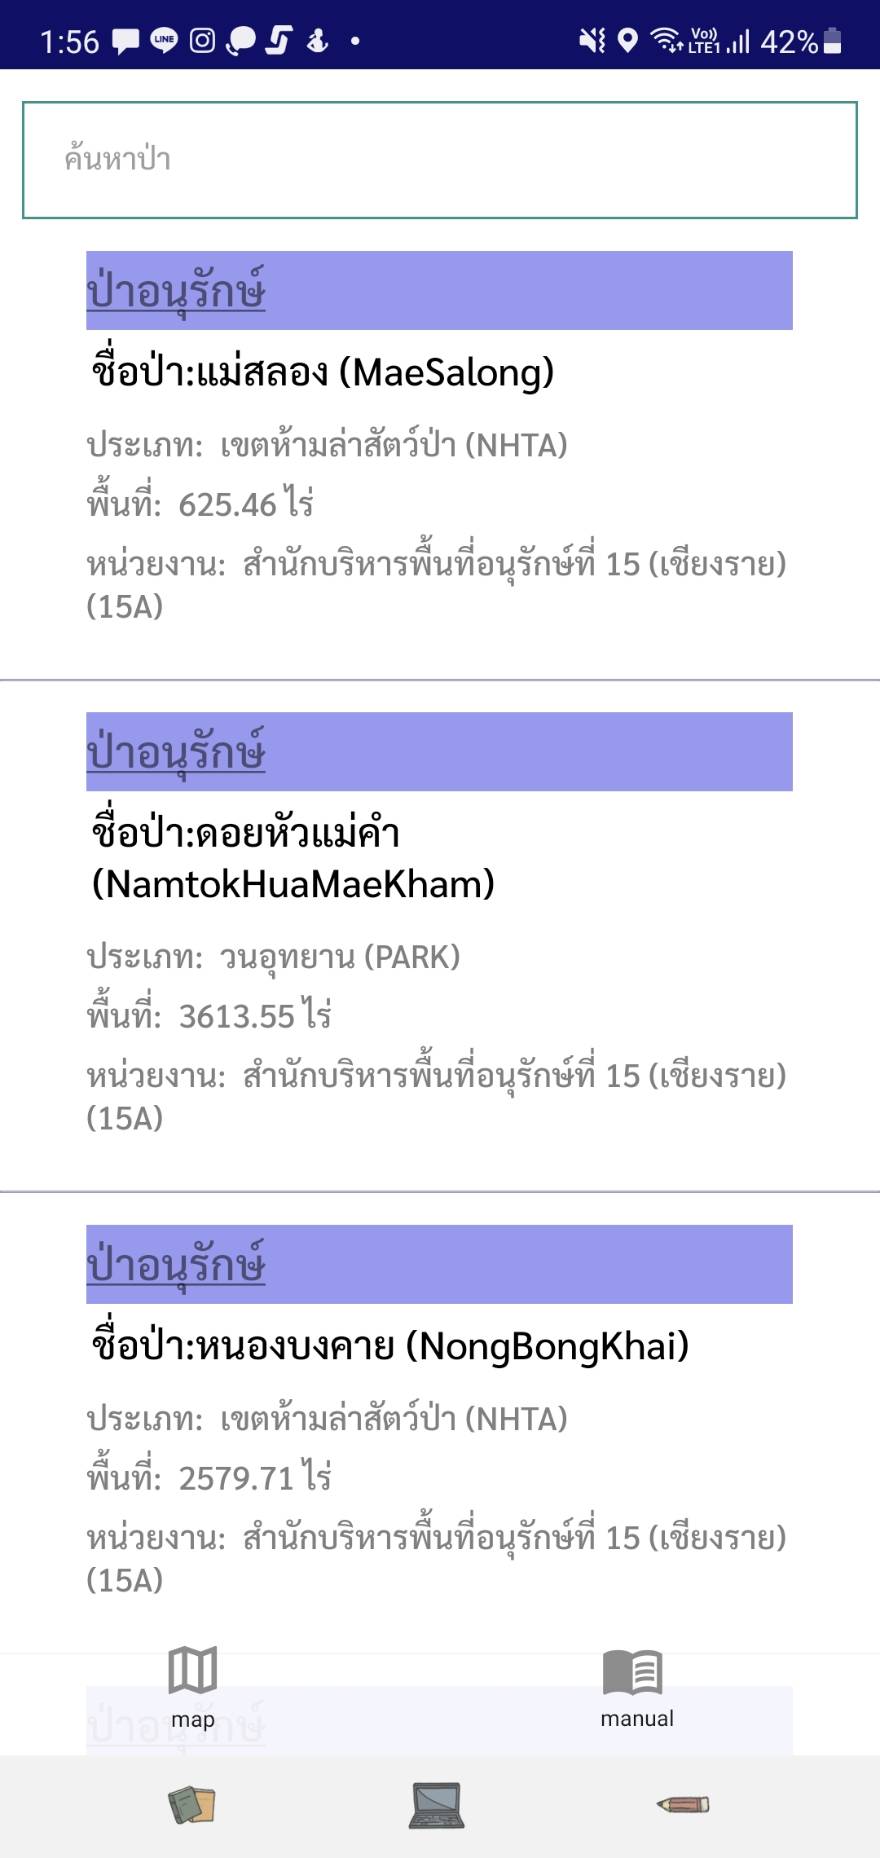 1:56 LINE Vo)) LTE1 42%
ค้นหาป่า
ป่าอนุรักษ์
ชื่อป่า:แม่สลอง (MaeSalong)
ประเภท: เขตห้ามล่าสัตว์ป่า (NHTA)
พื้นที่: 625.46 ไร่
หน่วยงาน: สำนักบริหารพื้นที่อนุรักษ์ที่ 15 (เชียงราย)
(15A)
ป่าอนุรักษ์
ชื่อป่า:ดอยหัวแม่คำ
(NamtokHuaMaeKham)
ประเภท: วนอุทยาน (PARK)
พื้นที่: 3613.55 ไร่
หน่วยงาน: สำนักบริหารพื้นที่อนุรักษ์ที่ 15 (เชียงราย)
(15A)
ป่าอนุรักษ์
ชื่อป่า:หนองบงคาย (NongBongKhai)
ประเภท: เขตห้ามล่าสัตว์ป่า (NHTA)
พื้นที่: 2579.71 ไร่
หน่วยงาน: สำนักบริหารพื้นที่อนุรักษ์ที่ 15 (เชียงราย)
(15A)
ป่าอนุรักษ์
map manual